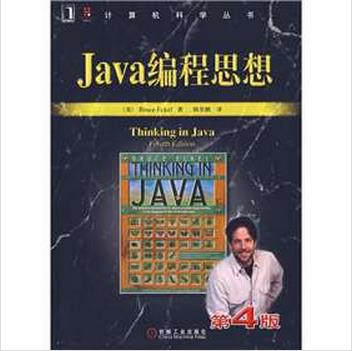 计算机科学丛书
Java编程思想
(美) Bruce Eckel 著 陈昊鹏 译
Thinking in Java
Fourth Edition
BRUCE ECKEL
THINKING IN
JAVA
第4版
机械工业出版社
China Machine Press